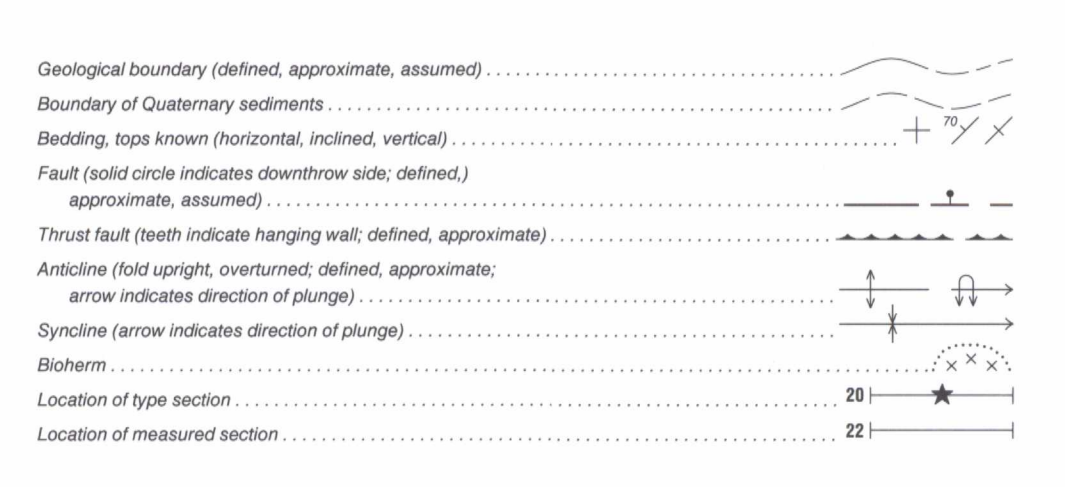 Geological boundary (defined, approximate, assumed)
Boundary of Quaternary sediments
Bedding, tops known (horizontal, inclined, vertical)
70
Fault (solid circle indicates downthrow side; defined,)
approximate, assumed)
Thrust fault (teeth indicate hanging wall; defined, approximate)
Anticline (fold upright, overturned; defined, approximate;
arrow indicates direction of plunge)
Syncline (arrow indicates direction of plunge)
Bioherm
Location of type section 20
Location of measured section 22